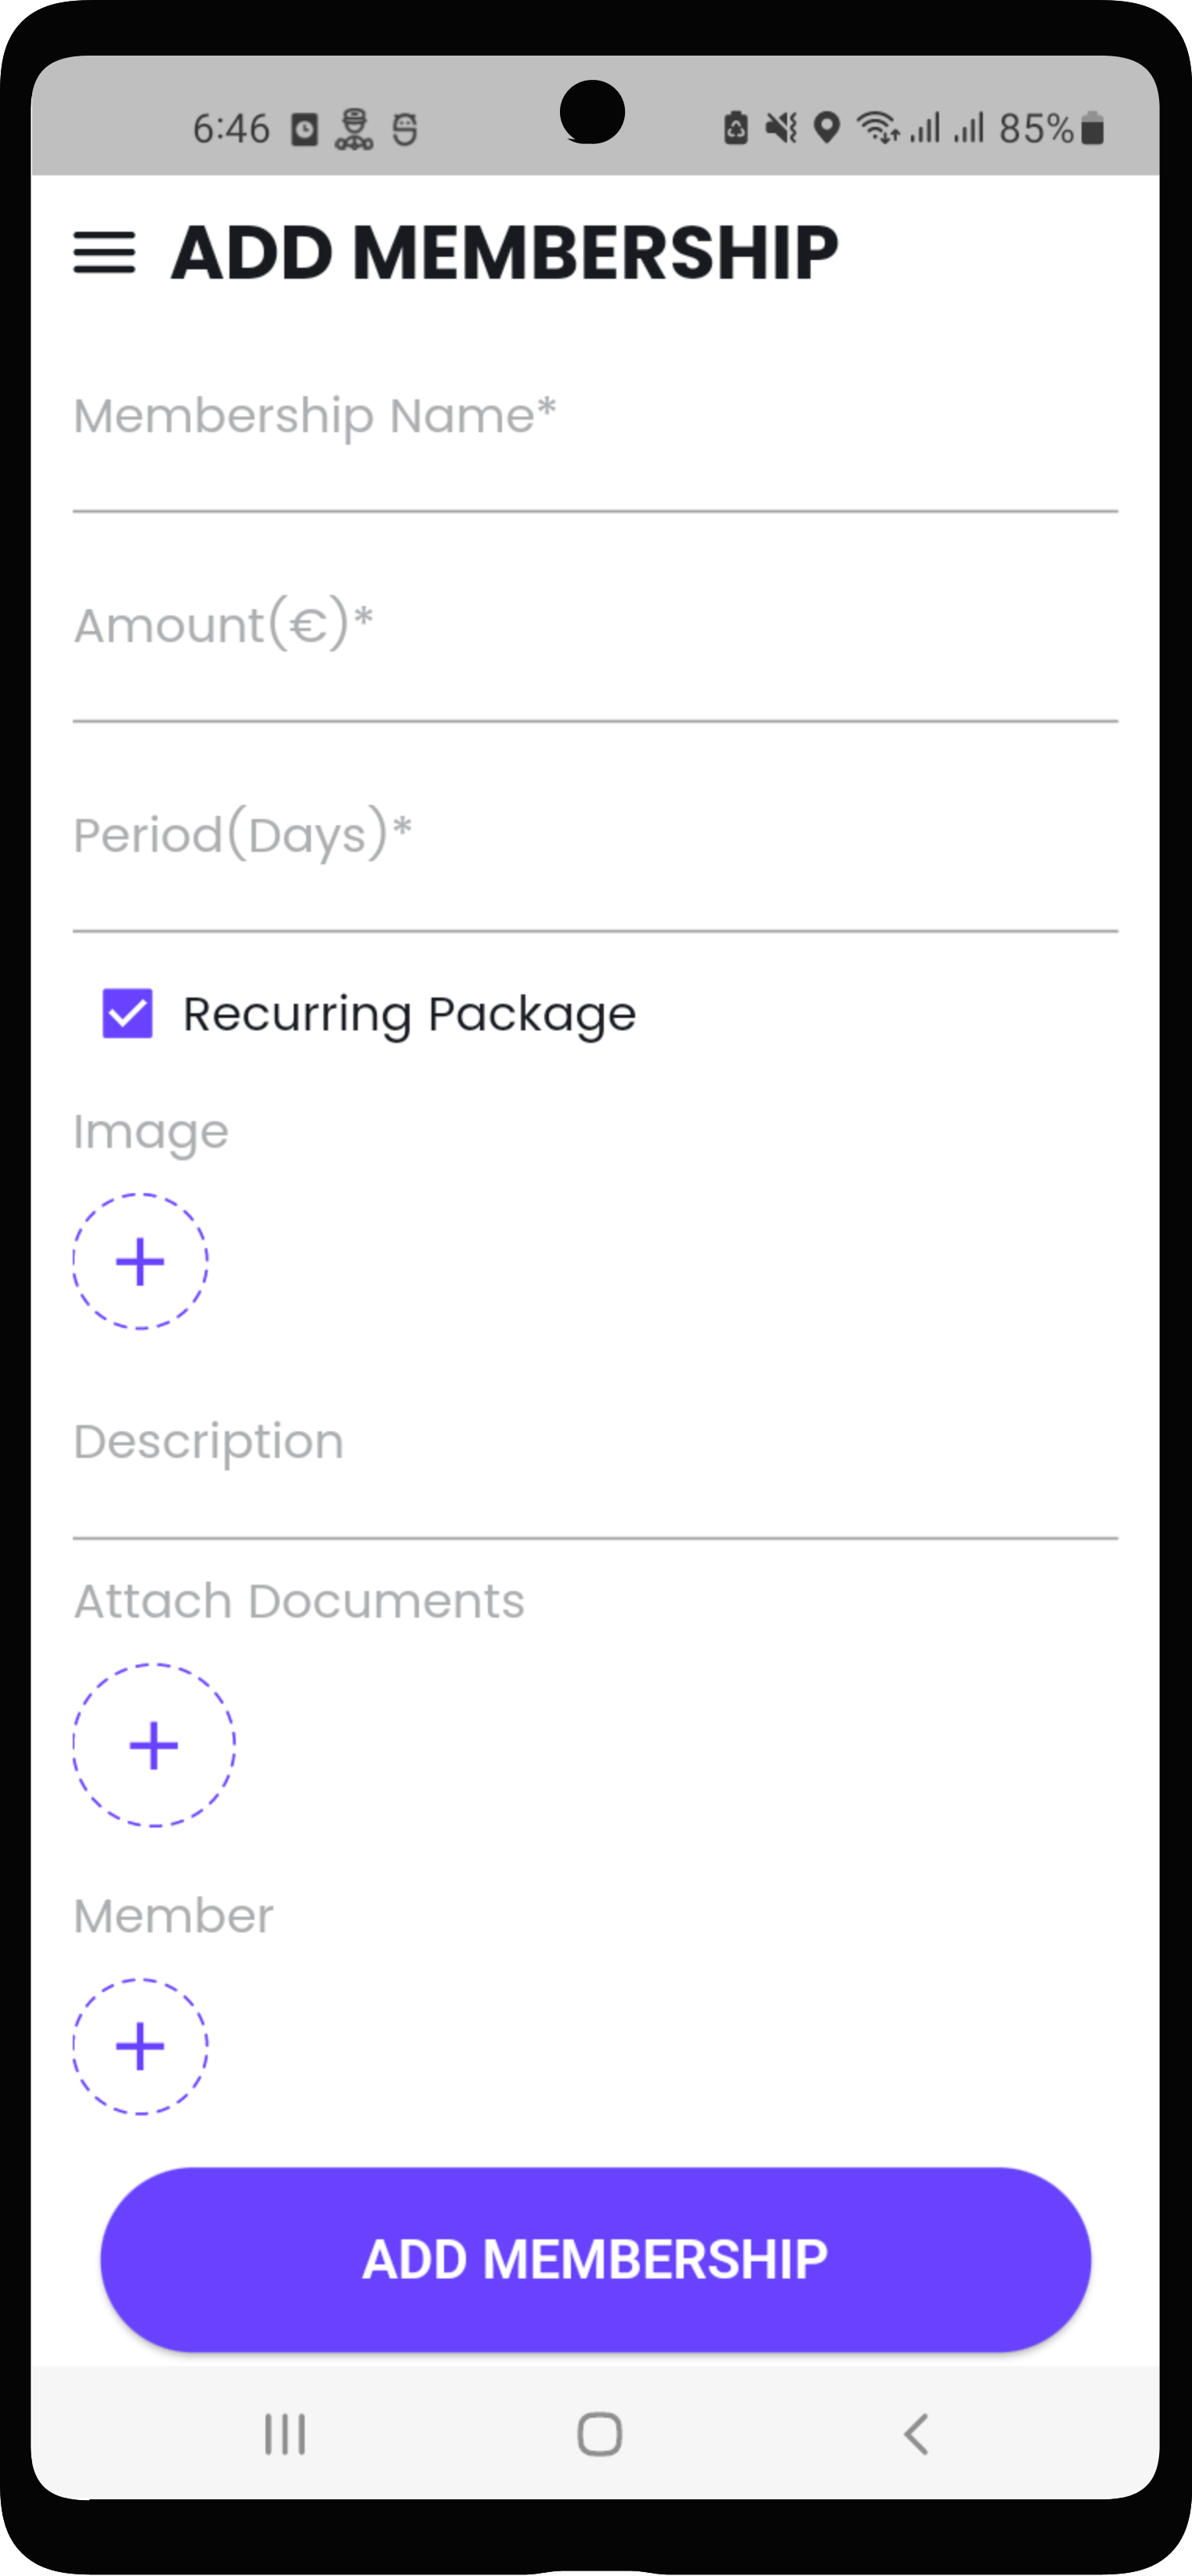 6:46 85%
ADD MEMBERSHIP
Membership Name*
Amount(€)*
Period(Days)*
Recurring Package
Image
Description
Attach Documents
Member
ADD MEMBERSHIP